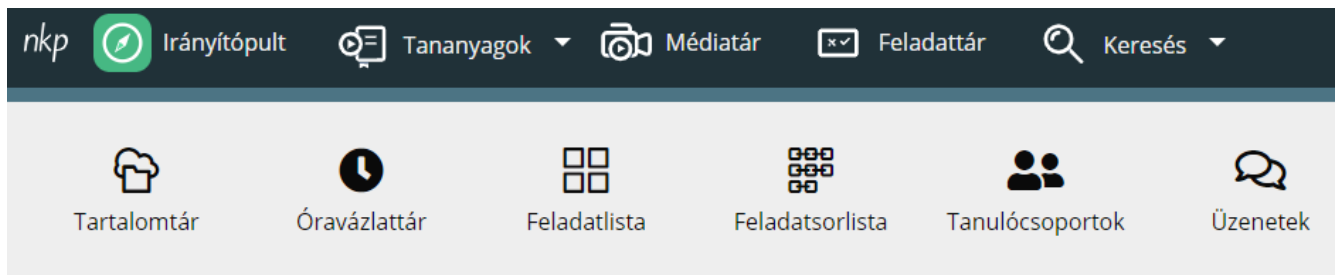 nkp Irányítópult Tananyagok Médiatár Feladattár Keresés
Tartalomtár Óravázlattár Feladatlista Feladatsorlista Tanulócsoportok Üzenetek